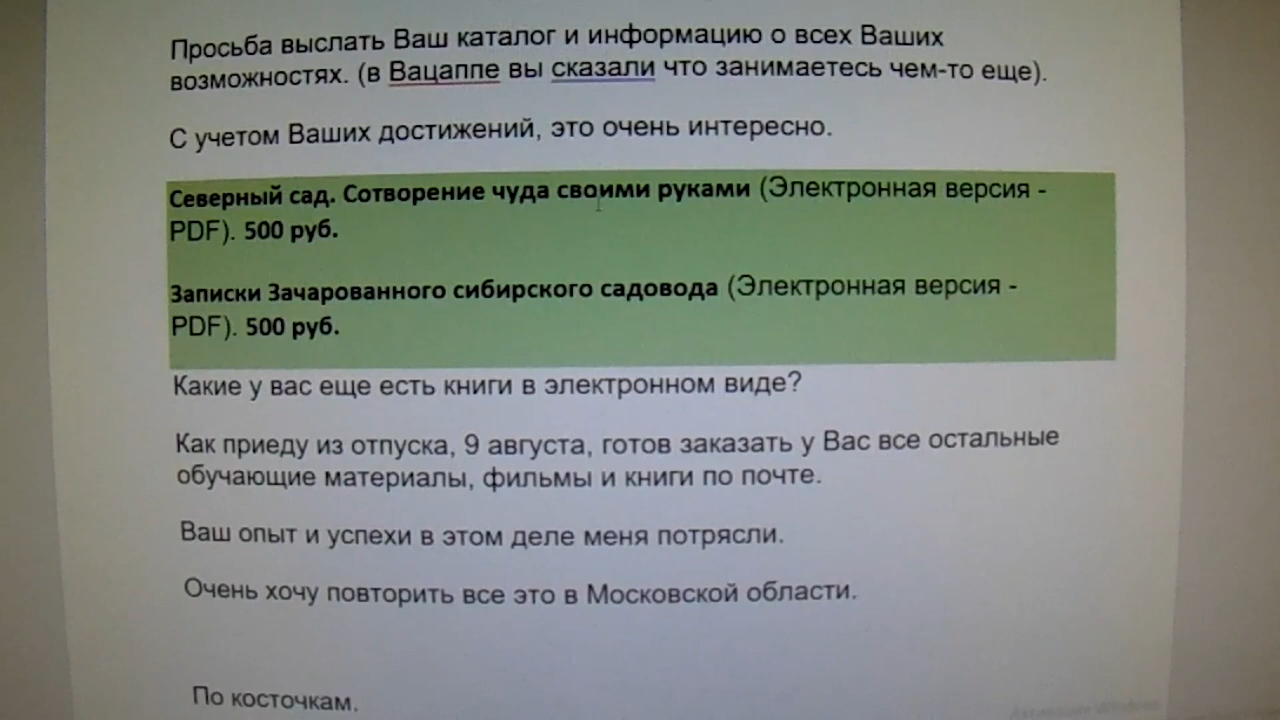 Просьба выслать Ваш каталог и информацию о всех Ваших
возможностях. (в Вацаппе вы сказали что занимаетесь чем-то еще).
С учетом Ваших достижений, это очень интересно.
Северный сад. Сотворение чуда своими руками (Электронная версия -
PDF). 500 руб.
Записки Зачарованного сибирского садовода (Электронная версия -
PDF). 500 руб.
Какие у вас еще есть книги в электронном виде?
Как приеду из отпуска, 9 августа, готов заказать у Вас все остальные
обучающие материалы, фильмы и книги по почте.
Ваш опыт и успехи в этом деле меня потрясли.
Очень хочу повторить все это в Московской области.
По косточкам.
Активация Windows